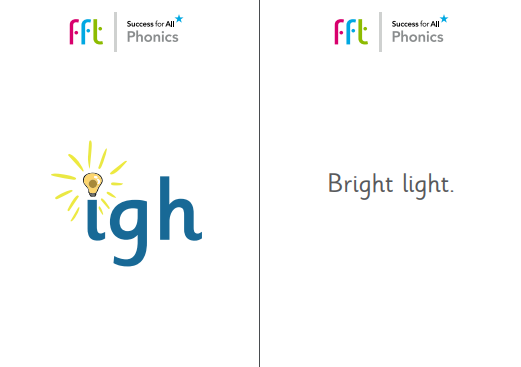 fft Success for All
Phonics
igh
fft Success for All
Phonics
Bright light.